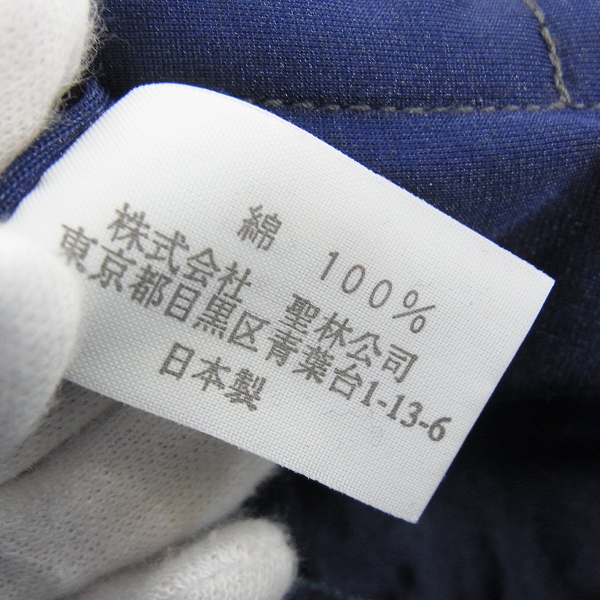 綿 100%
株式会社 聖林公司
東京都目黒区青葉台1-13-6
日本製